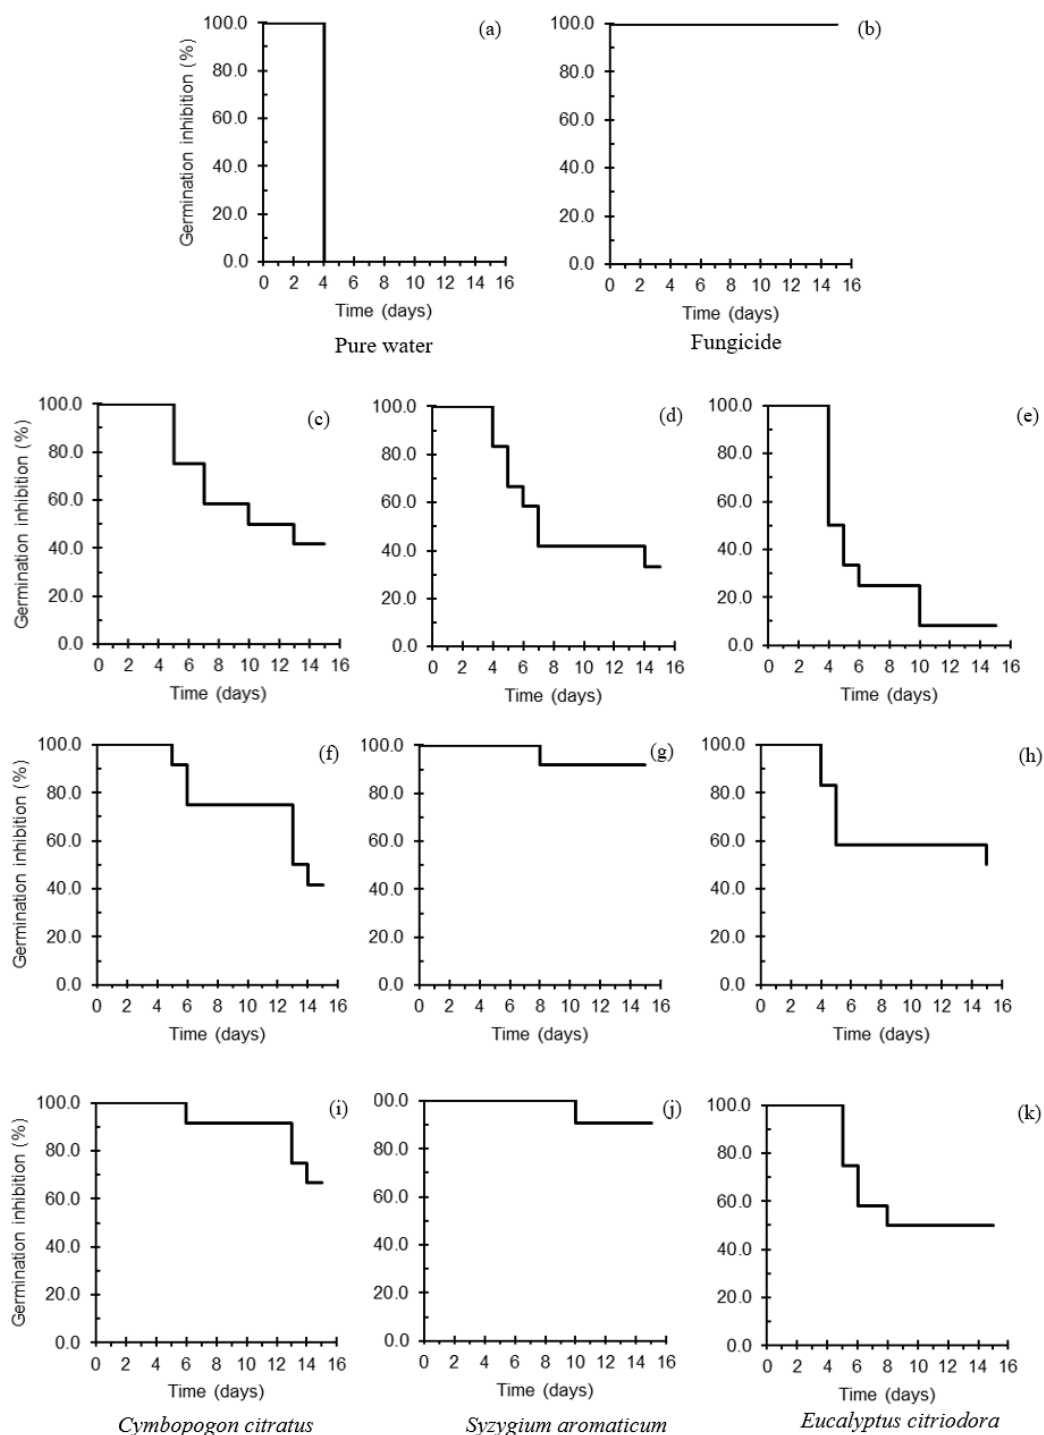 100.0
80.0
60.0
40.0
20.0
0.0
Germination inhibition (%)
(a)
0 2 4 6 8 10 12 14 16
Time (days)
Pure water
100.0
80.0
60.0
40.0
20.0
0.0
(b)
0 2 4 6 8 10 12 14 16
Time (days)
Fungicide
100.0
80.0
60.0
40.0
20.0
0.0
Germination inhibition (%)
(c)
0 2 4 6 8 10 12 14 16
Time (days)
100.0
80.0
60.0
40.0
20.0
0.0
(d)
0 2 4 6 8 10 12 14 16
Time (days)
100.0
80.0
60.0
40.0
20.0
0.0
(e)
0 2 4 6 8 10 12 14 16
Time (days)
100.0
80.0
60.0
40.0
20.0
0.0
Germination inhibition (%)
(f)
0 2 4 6 8 10 12 14 16
Time (days)
100.0
80.0
60.0
40.0
20.0
0.0
(g)
0 2 4 6 8 10 12 14 16
Time (days)
100.0
80.0
60.0
40.0
20.0
0.0
(h)
0 2 4 6 8 10 12 14 16
Time (days)
100.0
80.0
60.0
40.0
20.0
0.0
Germination inhibition (%)
(i)
0 2 4 6 8 10 12 14 16
Time (days)
Cymbopogon citratus
00.0
80.0
60.0
40.0
20.0
0.0
(j)
0 2 4 6 8 10 12 14 16
Time (days)
Syzygium aromaticum
100.0
80.0
60.0
40.0
20.0
0.0
(k)
0 2 4 6 8 10 12 14 16
Time (days)
Eucalyptus citriodora